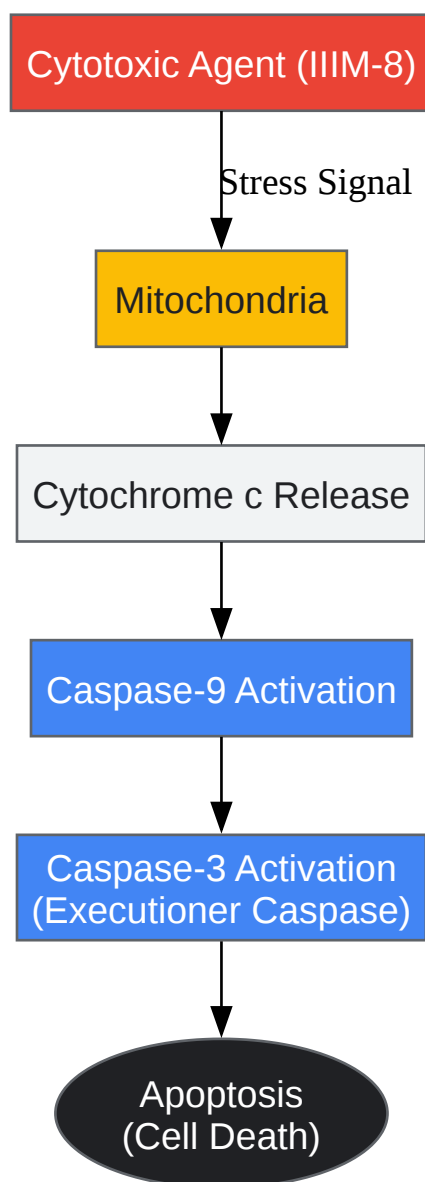 Cytotoxic Agent (IIIM-8)
Stress Signal
Mitochondria
Cytochrome c Release
Caspase-9 Activation
Caspase-3 Activation
(Executioner Caspase)
Apoptosis
(Cell Death)